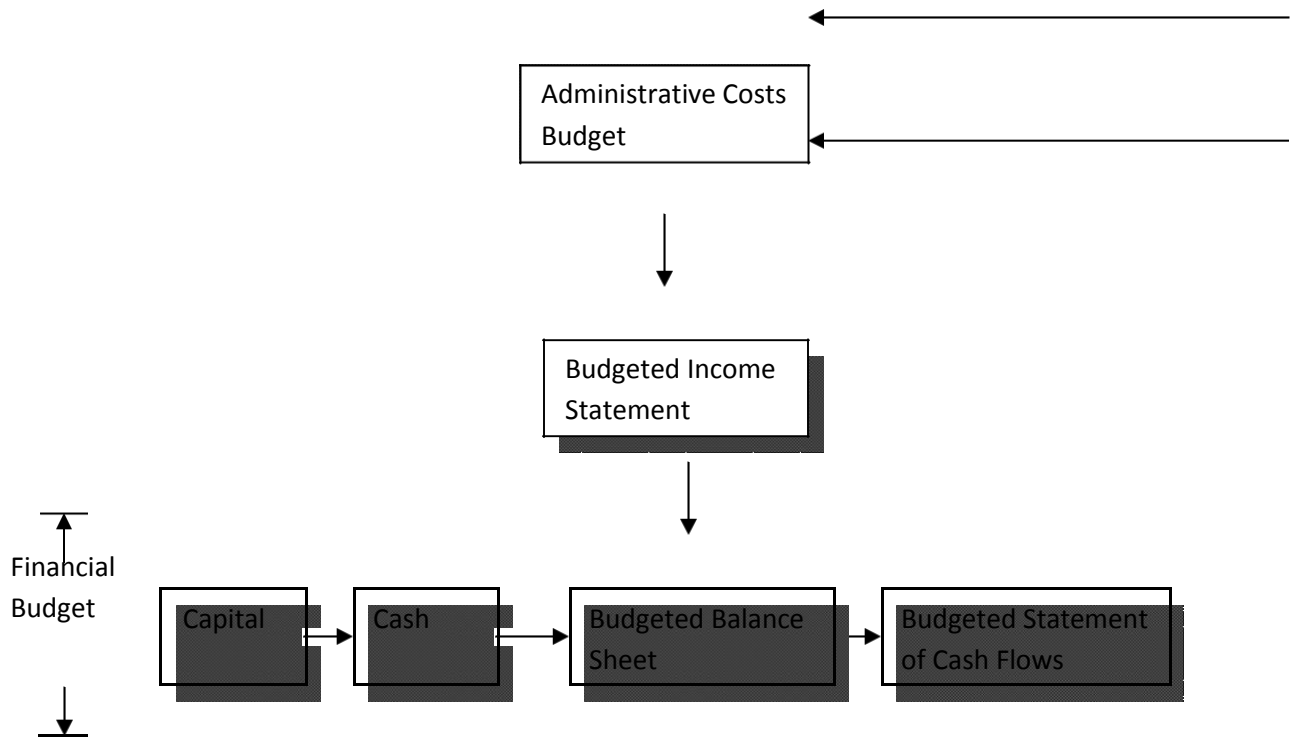 Administrative Costs
Budget
Budgeted Income
Statement
Financial
Budget
Capital
Cash
Budgeted Balance
Sheet
Budgeted Statement
of Cash Flows